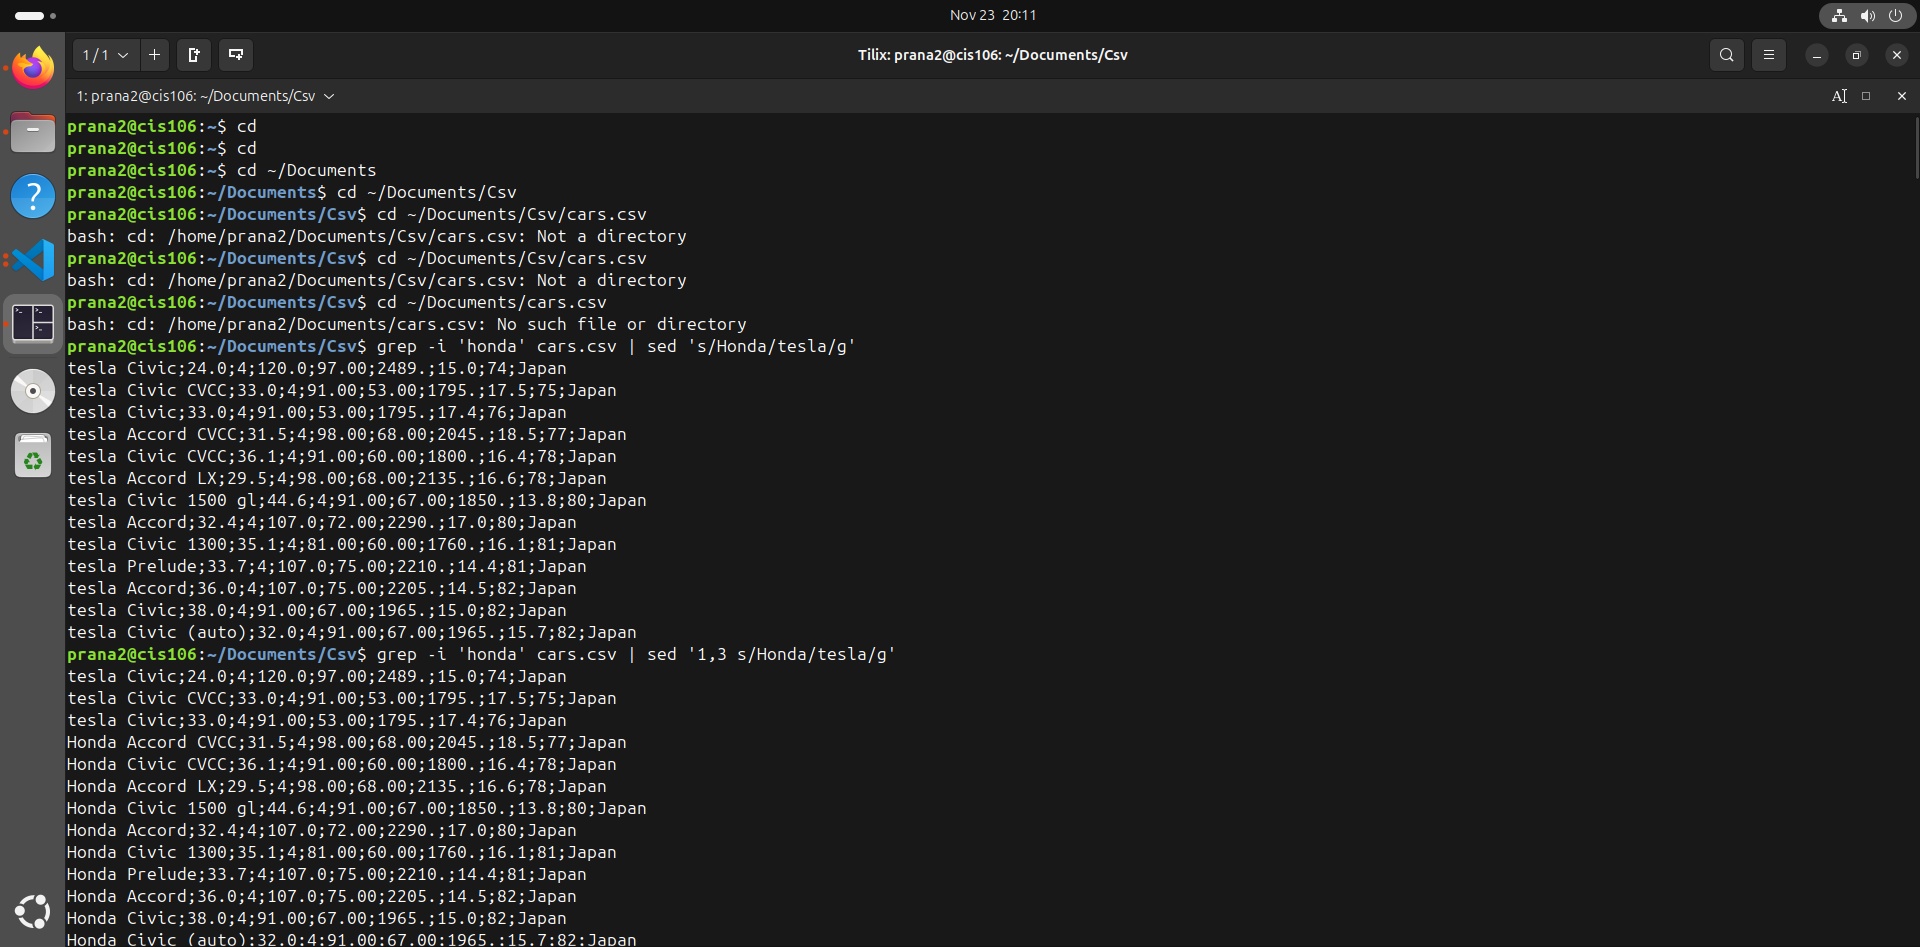 Nov 23 20:11
1 / 1
Tilix: prana2@cis106: ~/Documents/Csv
1: prana2@cis106: ~/Documents/Csv
prana2@cis106:~$ cd
prana2@cis106:~$ cd
prana2@cis106:~$ cd ~/Documents
prana2@cis106:~/Documents$ cd ~/Documents/Csv
prana2@cis106:~/Documents/Csv$ cd ~/Documents/Csv/cars.csv
bash: cd: /home/prana2/Documents/Csv/cars.csv: Not a directory
prana2@cis106:~/Documents/Csv$ cd ~/Documents/Csv/cars.csv
bash: cd: /home/prana2/Documents/Csv/cars.csv: Not a directory
prana2@cis106:~/Documents/Csv$ cd ~/Documents/cars.csv
bash: cd: /home/prana2/Documents/cars.csv: No such file or directory
prana2@cis106:~/Documents/Csv$ grep -i 'honda' cars.csv | sed 's/Honda/tesla/g'
tesla Civic;24.0;4;120.0;97.00;2489.;15.0;74;Japan
tesla Civic CVCC;33.0;4;91.00;53.00;1795.;17.5;75;Japan
tesla Civic;33.0;4;91.00;53.00;1795.;17.4;76;Japan
tesla Accord CVCC;31.5;4;98.00;68.00;2045.;18.5;77;Japan
tesla Civic CVCC;36.1;4;91.00;60.00;1800.;16.4;78;Japan
tesla Accord LX;29.5;4;98.00;68.00;2135.;16.6;78;Japan
tesla Civic 1500 gl;44.6;4;91.00;67.00;1850.;13.8;80;Japan
tesla Accord;32.4;4;107.0;72.00;2290.;17.0;80;Japan
tesla Civic 1300;35.1;4;81.00;60.00;1760.;16.1;81;Japan
tesla Prelude;33.7;4;107.0;75.00;2210.;14.4;81;Japan
tesla Accord;36.0;4;107.0;75.00;2205.;14.5;82;Japan
tesla Civic;38.0;4;91.00;67.00;1965.;15.0;82;Japan
tesla Civic (auto);32.0;4;91.00;67.00;1965.;15.7;82;Japan
prana2@cis106:~/Documents/Csv$ grep -i 'honda' cars.csv | sed '1,3 s/Honda/tesla/g'
tesla Civic;24.0;4;120.0;97.00;2489.;15.0;74;Japan
tesla Civic CVCC;33.0;4;91.00;53.00;1795.;17.5;75;Japan
tesla Civic;33.0;4;91.00;53.00;1795.;17.4;76;Japan
Honda Accord CVCC;31.5;4;98.00;68.00;2045.;18.5;77;Japan
Honda Civic CVCC;36.1;4;91.00;60.00;1800.;16.4;78;Japan
Honda Accord LX;29.5;4;98.00;68.00;2135.;16.6;78;Japan
Honda Civic 1500 gl;44.6;4;91.00;67.00;1850.;13.8;80;Japan
Honda Accord;32.4;4;107.0;72.00;2290.;17.0;80;Japan
Honda Civic 1300;35.1;4;81.00;60.00;1760.;16.1;81;Japan
Honda Prelude;33.7;4;107.0;75.00;2210.;14.4;81;Japan
Honda Accord;36.0;4;107.0;75.00;2205.;14.5;82;Japan
Honda Civic;38.0;4;91.00;67.00;1965.;15.0;82;Japan
Honda Civic (auto);32.0;4;91.00;67.00;1965.;15.7;82;Japan